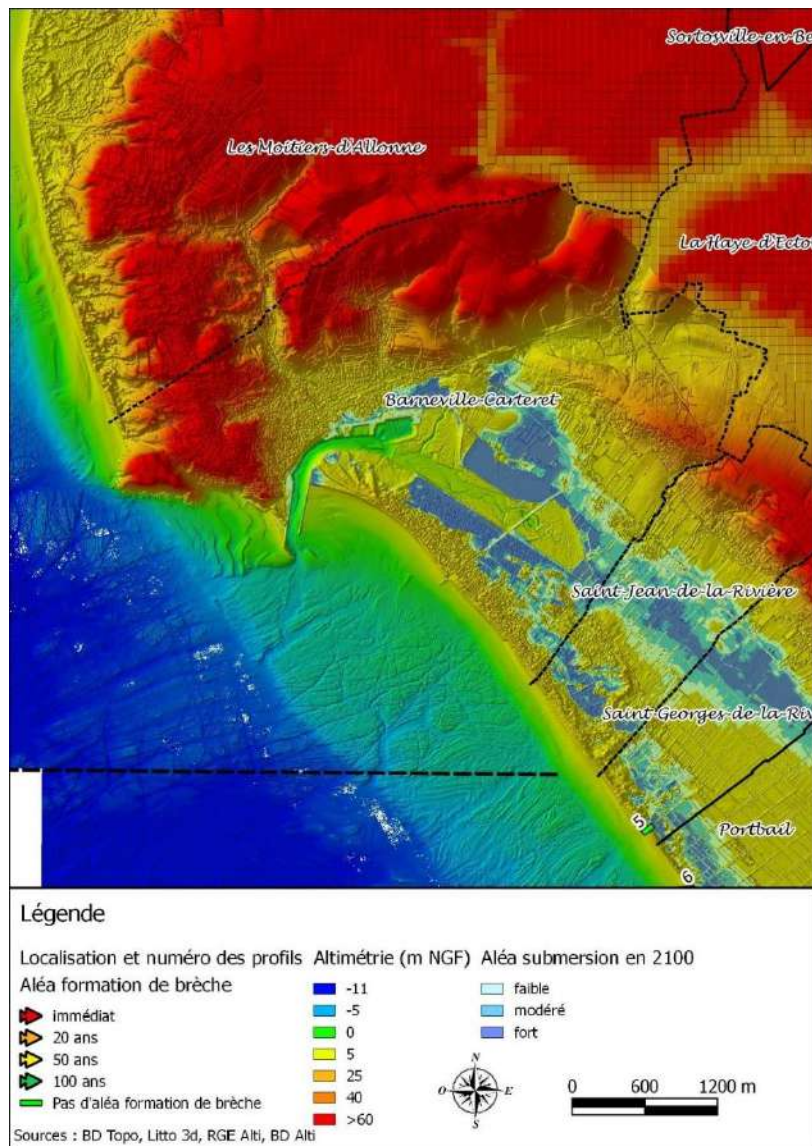 Sortosville-en-Be
Les Moitiers-d'Allonne
La Haye-d'Ecto
Barneville-Carteret
Saint-Jean-de-la-Rivière
Saint-Georges-de-la-Riv
5
Portbail
6
Légende
Localisation et numéro des profils
Aléa formation de brèche
immédiat
20 ans
50 ans
100 ans
Pas d'aléa formation de brèche
Altimétrie (m NGF)
-11
-5
0
5
25
40
>60
Aléa submersion en 2100
faible
modéré
fort
N
O E
S
0 600 1200 m
Sources : BD Topo, Litto 3d, RGE Alti, BD Alti